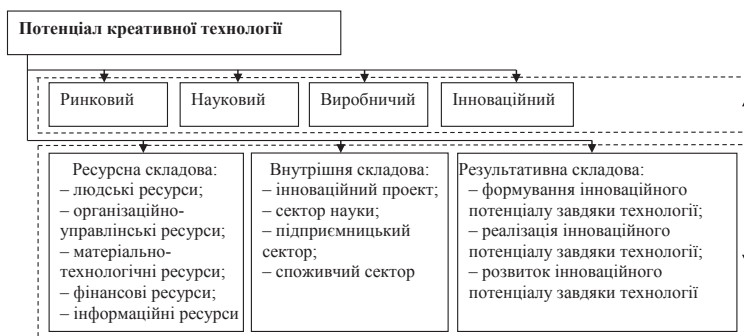 Потенціал креативної технології
Ринковий
Науковий
Виробничий
Інноваційний
Ресурсна складова:
– людські ресурси;
– організаційно-
управлінські ресурси;
– матеріально-
технологічні ресурси;
– фінансові ресурси;
– інформаційні ресурси
Внутрішня складова:
– інноваційний проект;
– сектор науки;
– підприємницький
сектор;
– споживчий сектор
Результативна складова:
– формування інноваційного
потенціалу завдяки технології;
– реалізація інноваційного
потенціалу завдяки технології;
– розвиток інноваційного
потенціалу завдяки технології